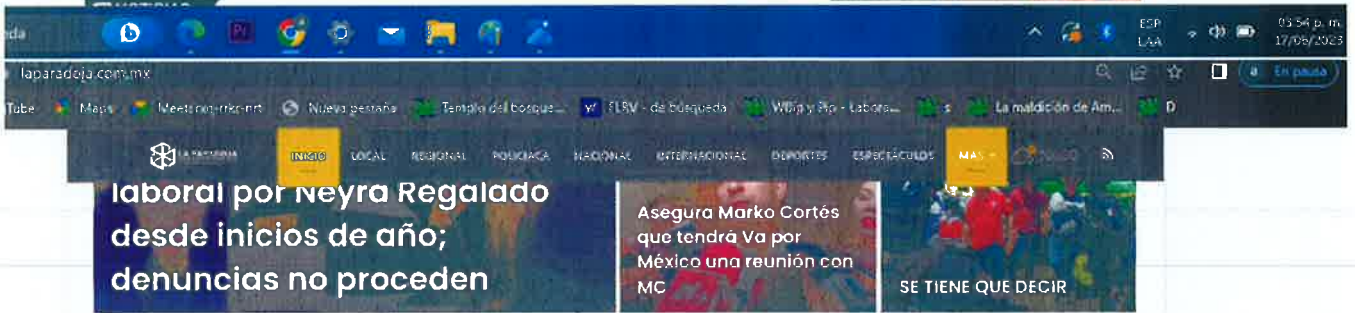 ESP
LAA
03:54 p. m.
17/06/2023
laparadoja.com.mx
a En pausa
Tube Maps Nueva pestaña Templo del bosque... FLRV - de búsqueda La maldición de Am... D
INICIO LOCAL REGIONAL POLICIACA NACIONAL INTERNACIONAL DEPORTES ESPECTÁCULOS MAS
laboral por Neyra Regalado
desde inicios de año;
denuncias no proceden
Asegura Marko Cortés
que tendrá Va por
México una reunión con
MC
SE TIENE QUE DECIR